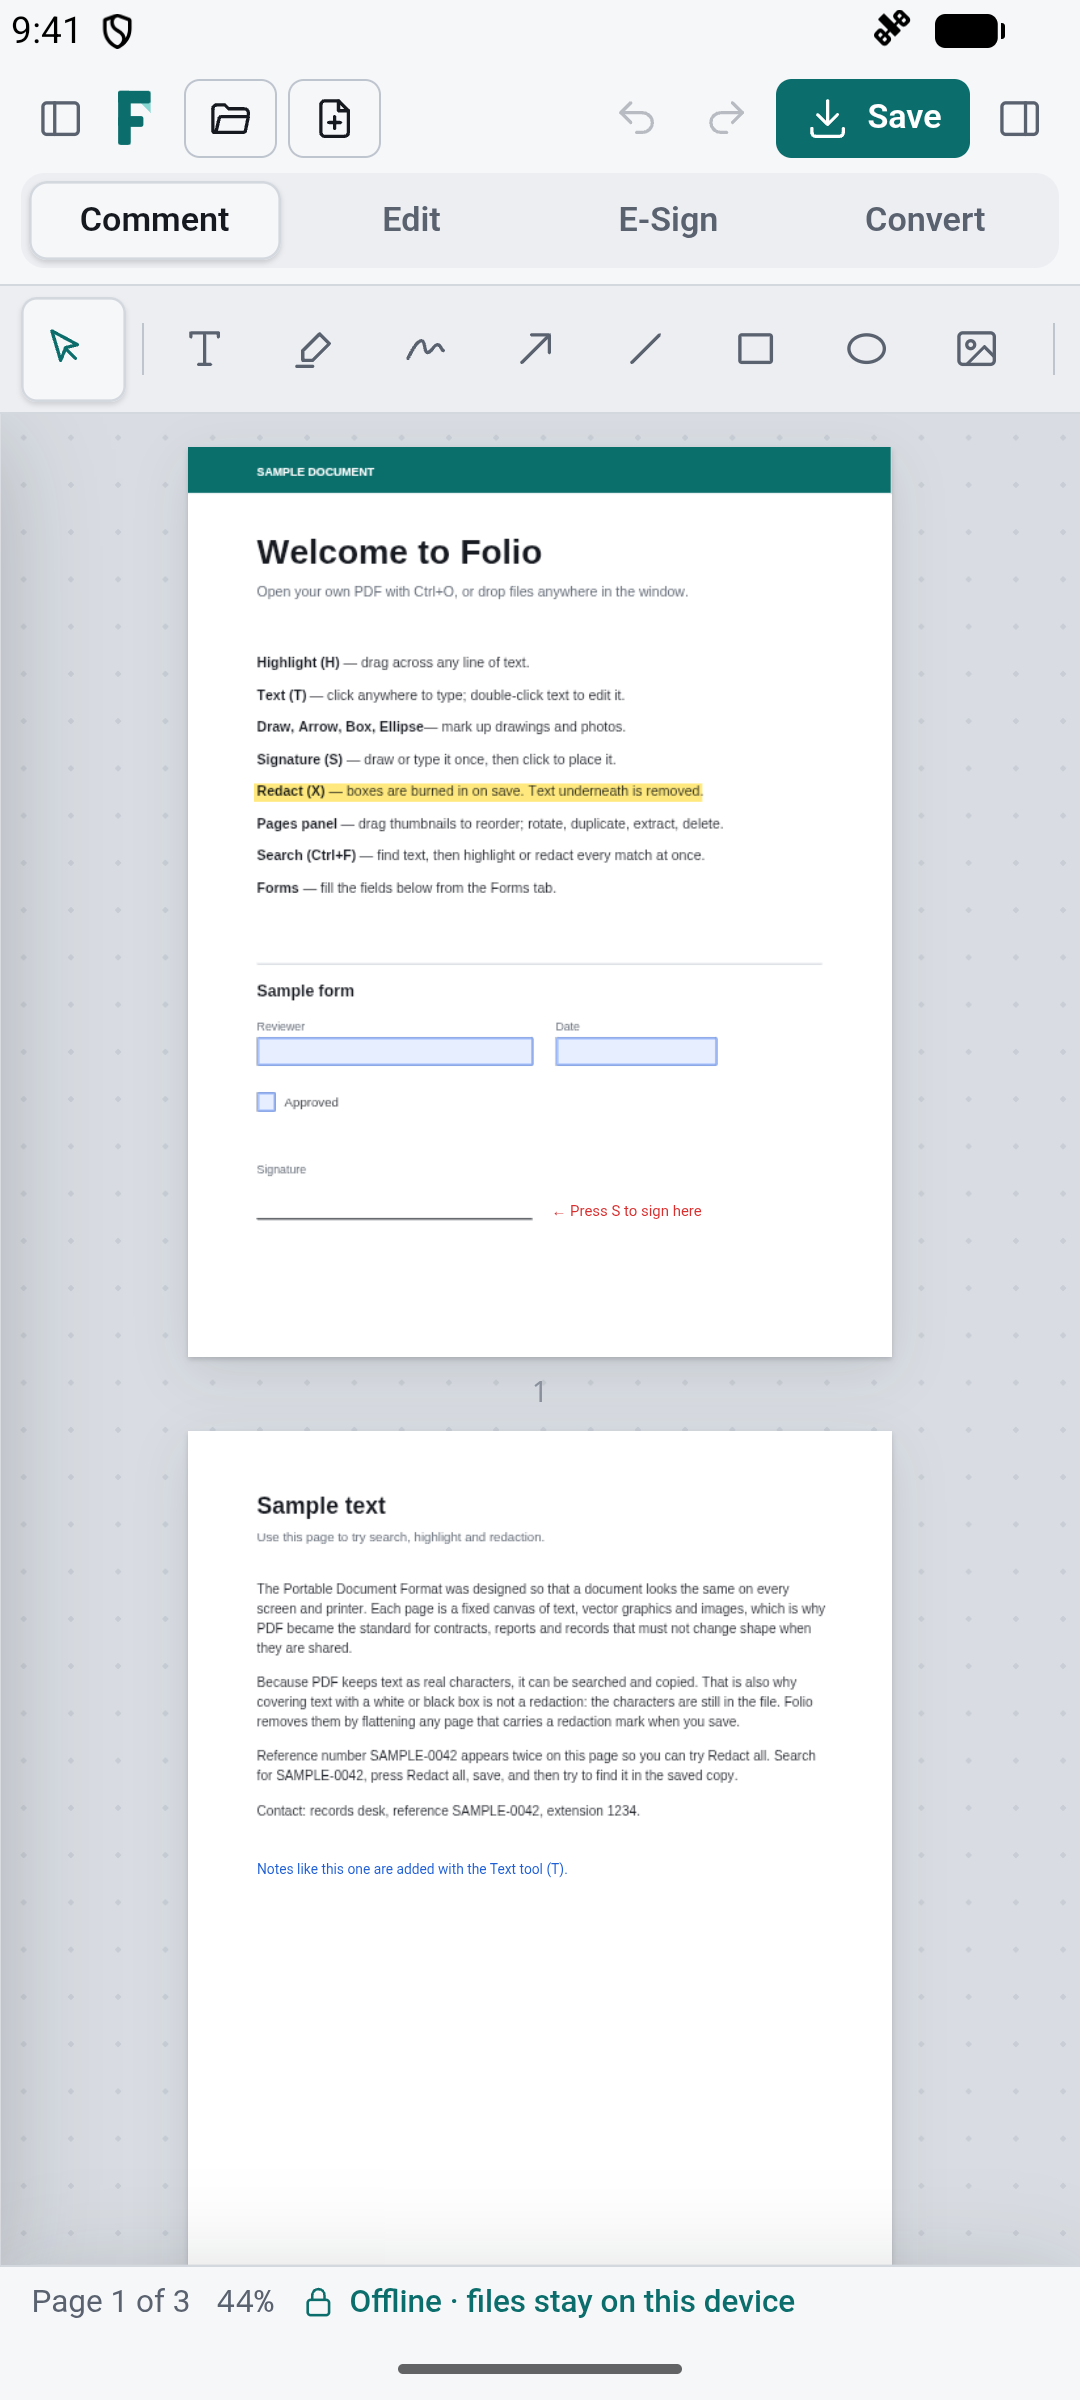 9:41
Save
Comment Edit E-Sign Convert
SAMPLE DOCUMENT
Welcome to Folio
Open your own PDF with Ctrl+O, or drop files anywhere in the window.
Highlight (H) — drag across any line of text.
Text (T) — click anywhere to type; double-click text to edit it.
Draw, Arrow, Box, Ellipse— mark up drawings and photos.
Signature (S) — draw or type it once, then click to place it.
Redact (X) — boxes are burned in on save. Text underneath is removed.
Pages panel — drag thumbnails to reorder; rotate, duplicate, extract, delete.
Search (Ctrl+F) — find text, then highlight or redact every match at once.
Forms — fill the fields below from the Forms tab.
Sample form
Reviewer Date
Approved
Signature
← Press S to sign here
1
Sample text
Use this page to try search, highlight and redaction.
The Portable Document Format was designed so that a document looks the same on every
screen and printer. Each page is a fixed canvas of text, vector graphics and images, which is why
PDF became the standard for contracts, reports and records that must not change shape when
they are shared.
Because PDF keeps text as real characters, it can be searched and copied. That is also why
covering text with a white or black box is not a redaction: the characters are still in the file. Folio
removes them by flattening any page that carries a redaction mark when you save.
Reference number SAMPLE-0042 appears twice on this page so you can try Redact all. Search
for SAMPLE-0042, press Redact all, save, and then try to find it in the saved copy.
Contact: records desk, reference SAMPLE-0042, extension 1234.
Notes like this one are added with the Text tool (T).
Page 1 of 3 44% Offline · files stay on this device